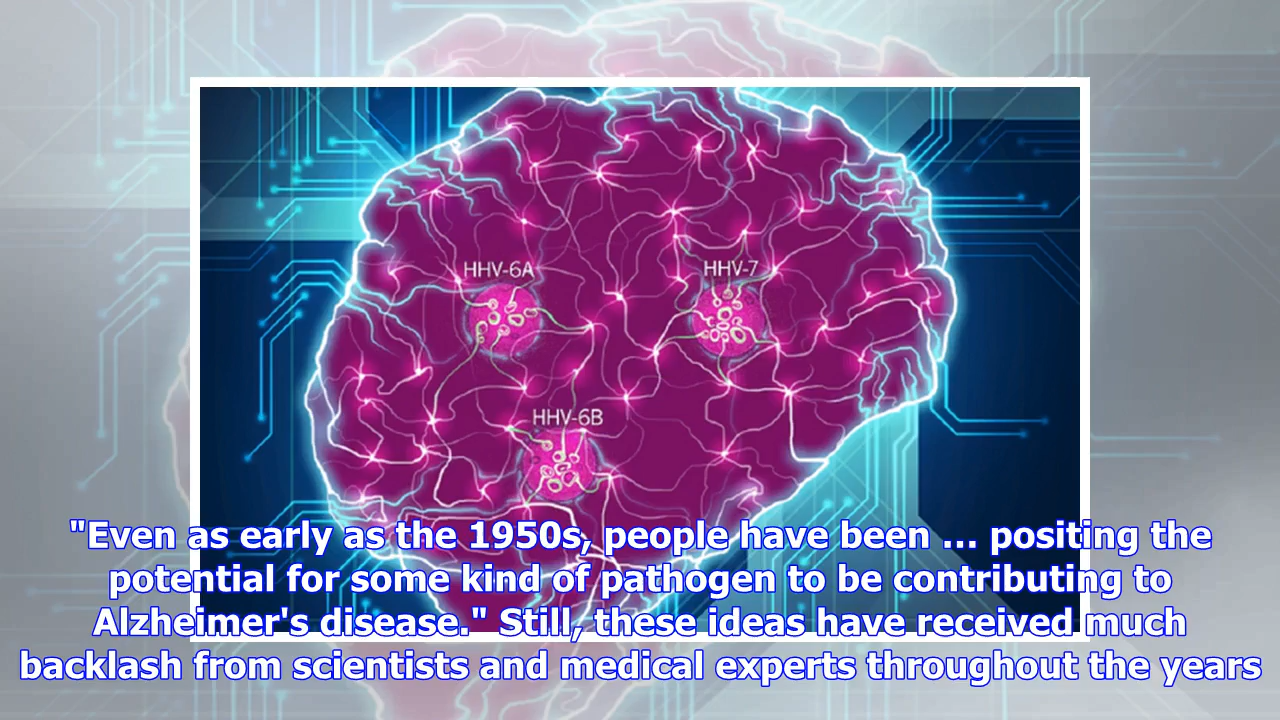 HHV-6A
HHV-7
HHV-6B
"Even as early as the 1950s, people have been ... positing the
potential for some kind of pathogen to be contributing to
Alzheimer's disease." Still, these ideas have received much
backlash from scientists and medical experts throughout the years